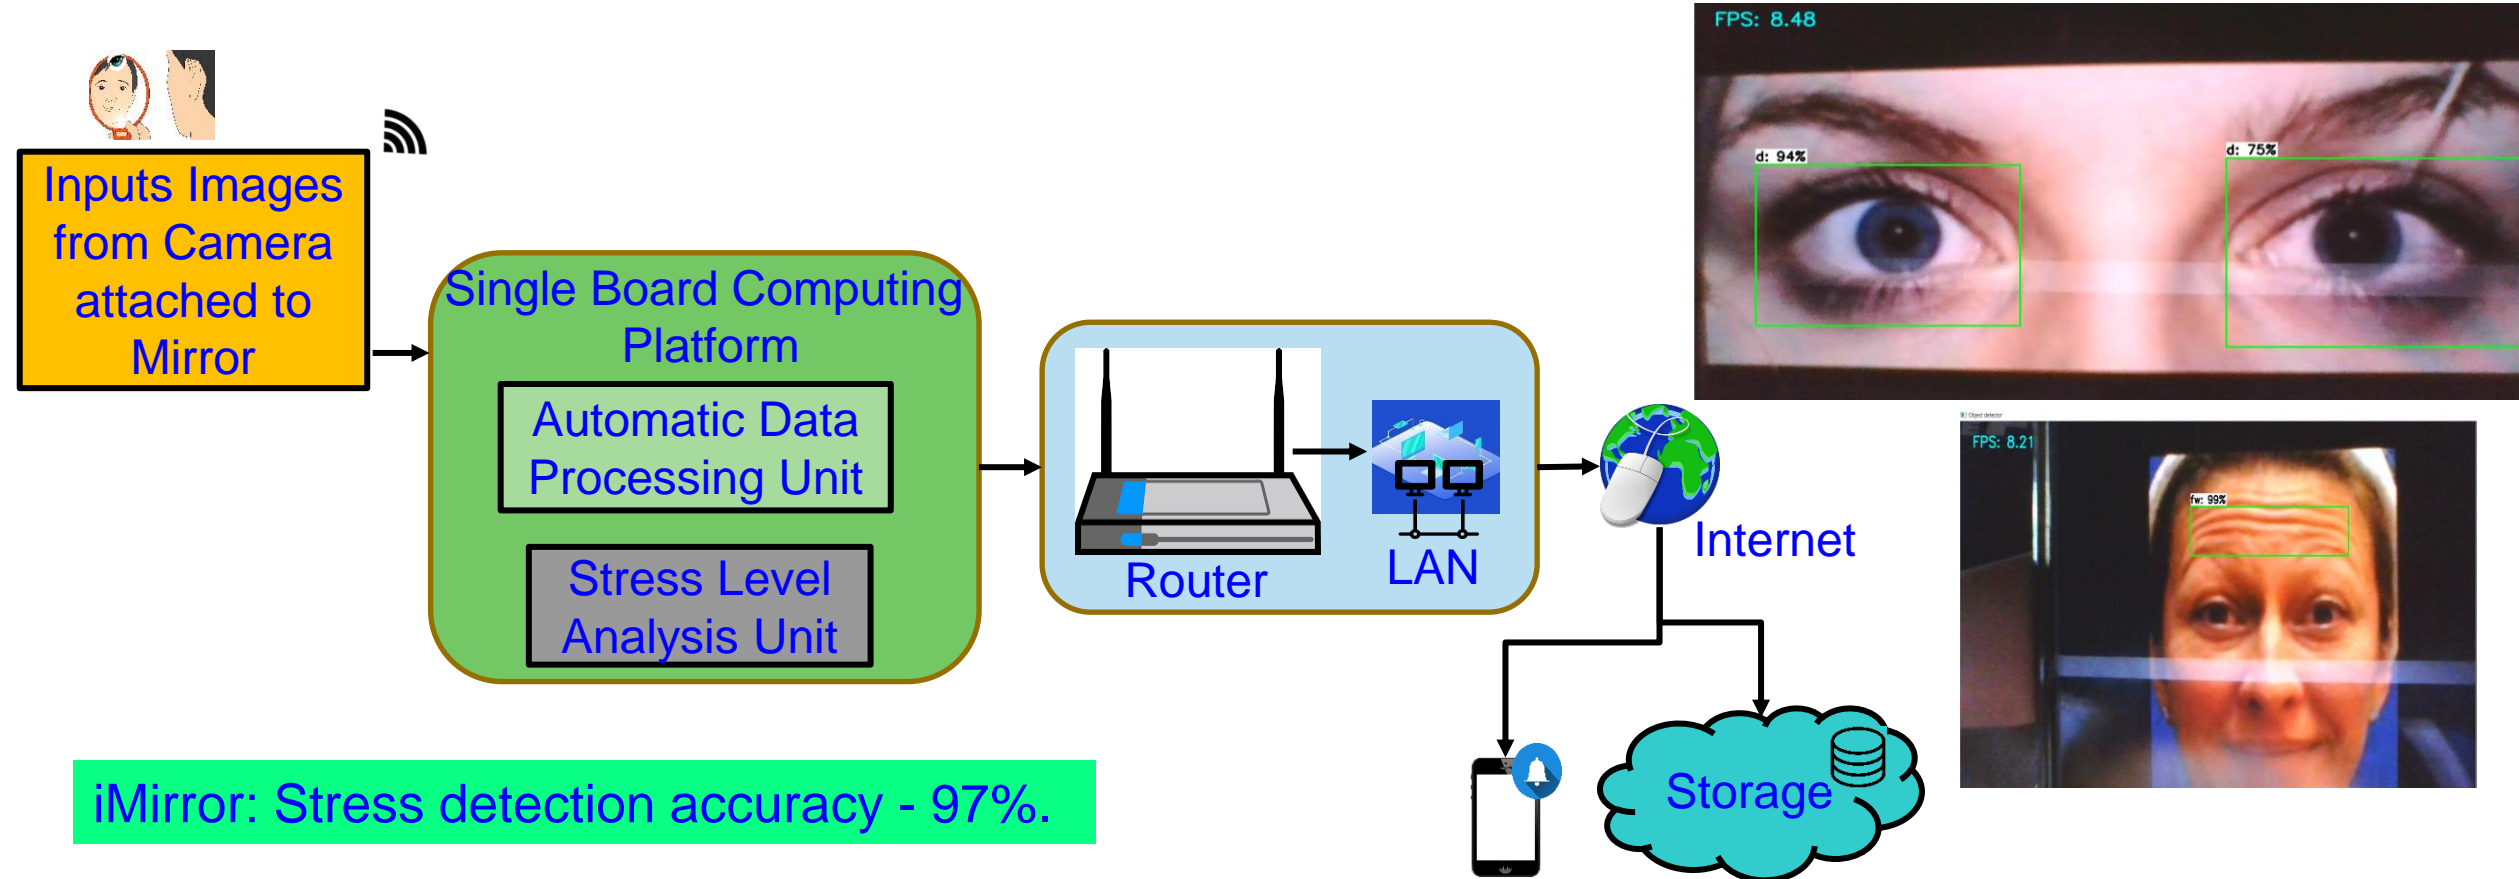 FPS: 8.48
d: 94%
d: 75%
Inputs Images
from Camera
attached to
Mirror
Single Board Computing
Platform
Automatic Data
Processing Unit
Stress Level
Analysis Unit
Router
LAN
Internet
Object detector
FPS: 8.21
fw: 99%
Storage
iMirror: Stress detection accuracy - 97%.